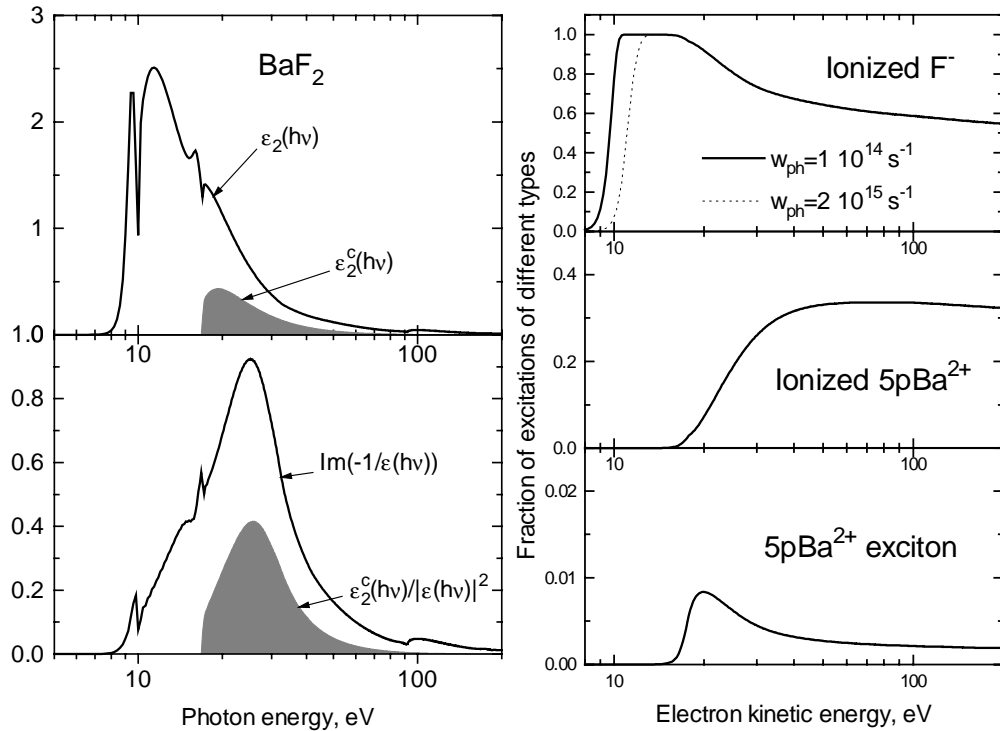 3
2
1
1.0
0.8
0.6
0.4
0.2
0.0
BaF₂
ε₂(hν)
ε₂ᶜ(hν)
10
100
Im(-1/ε(hν))
ε₂ᶜ(hν)/|ε(hν)|²
10
100
Photon energy, eV
Fraction of excitations of different types
1.0
0.8
0.6
0.4
0.2
0.0
Ionized F⁻
w_ph=1 10¹⁴ s⁻¹
w_ph=2 10¹⁵ s⁻¹
10
100
0.4
0.2
0.0
Ionized 5pBa²⁺
10
100
0.02
0.01
0.00
5pBa²⁺ exciton
10
100
Electron kinetic energy, eV